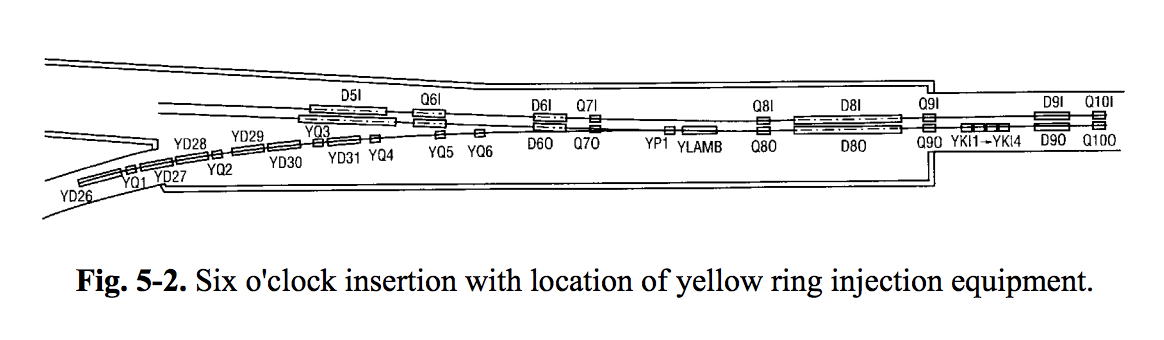 D5I Q6I D6I Q7I Q8I D8I Q9I D9I Q10I
YD28 YD29 YQ3
YD26 YQ1 YD27 YQ2 YD30 YD31 YQ4 YQ5 YQ6 D60 Q70 YP1 YLAMB Q80 D80 Q90 YKI1→YKI4 D90 Q100
Fig. 5-2. Six o'clock insertion with location of yellow ring injection equipment.